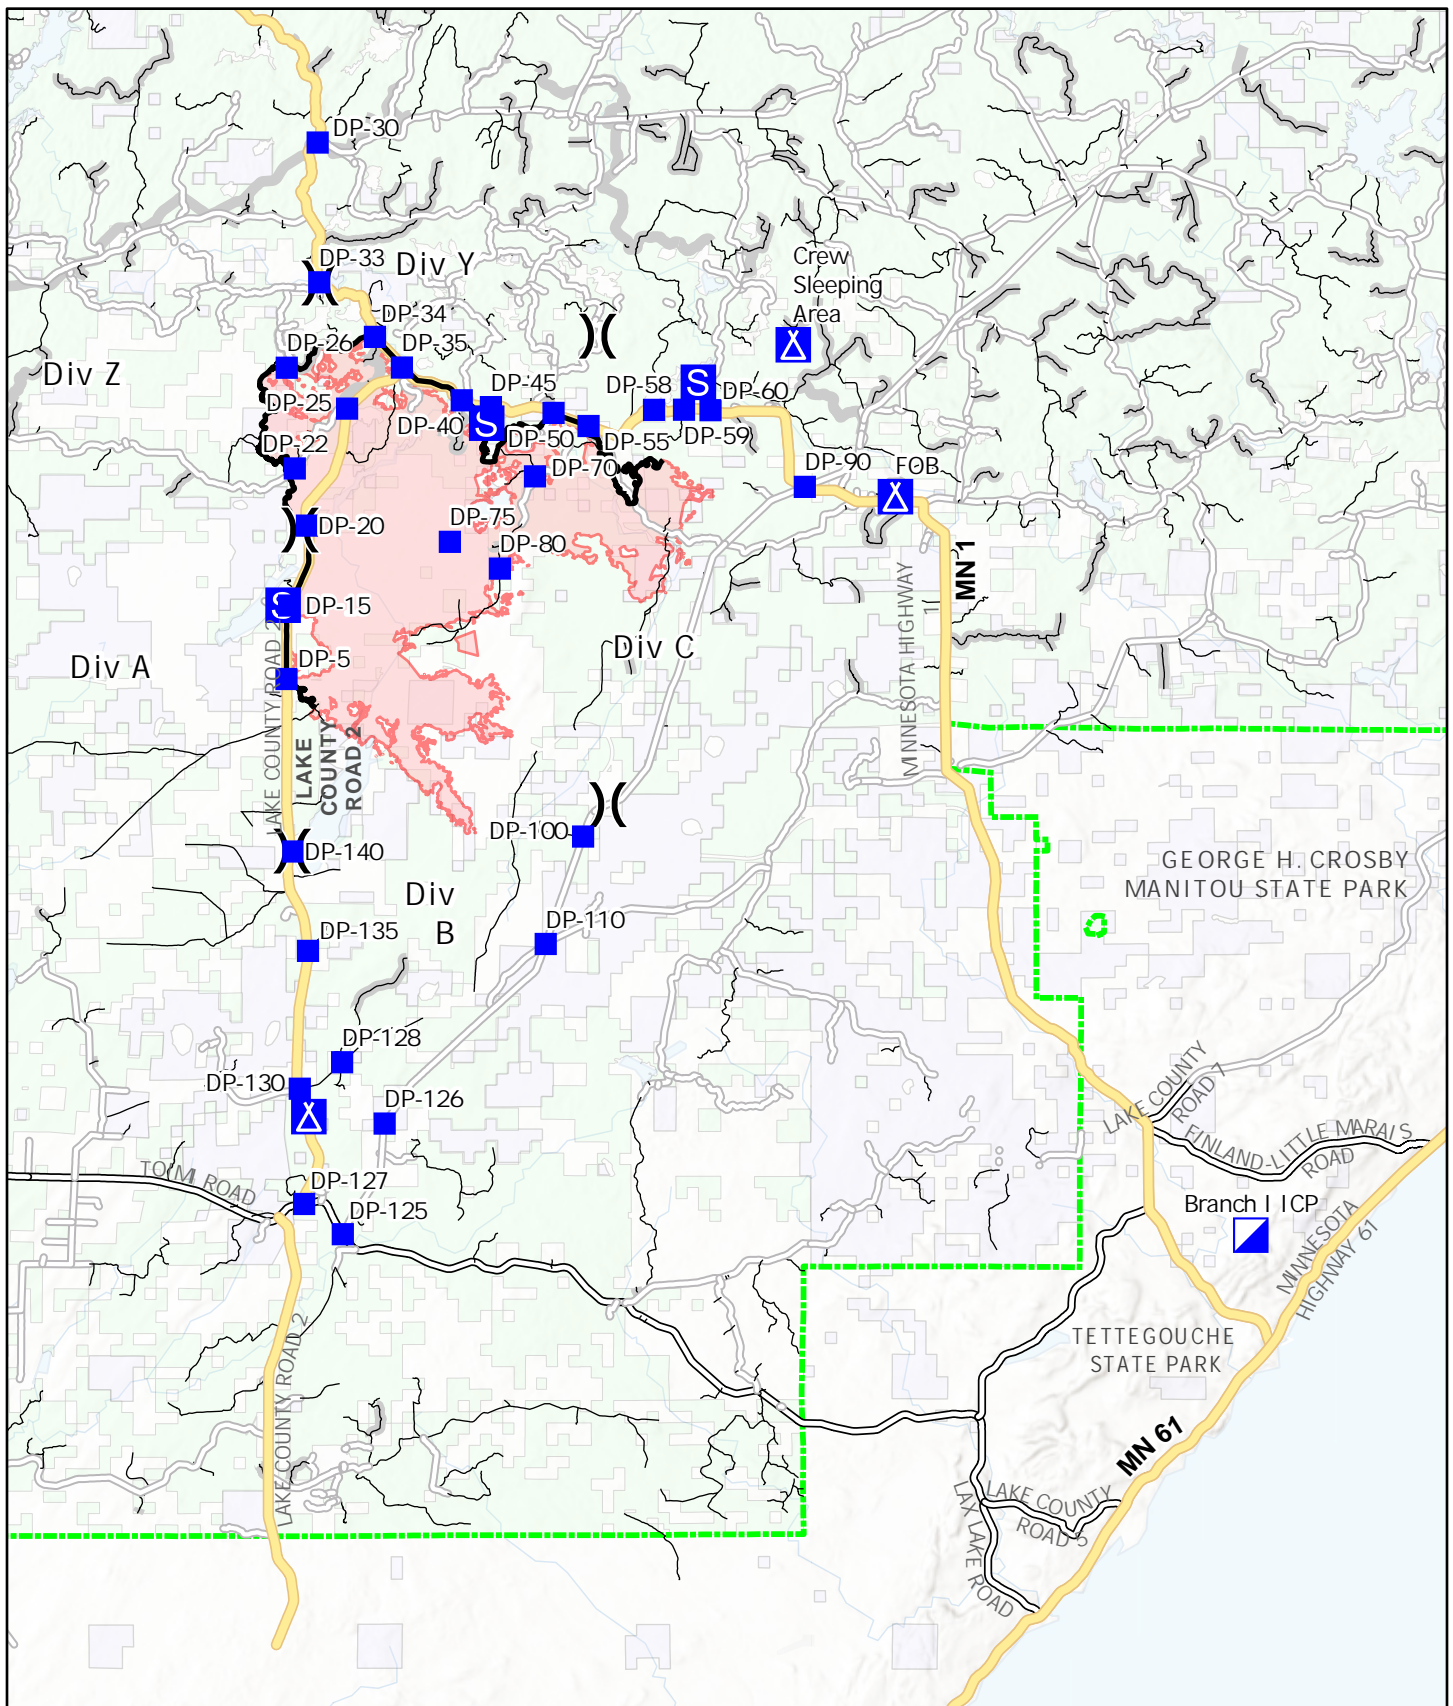 DP-30
DP-33
Div Y
Crew
Sleeping
Area
DP-34
DP-26
DP-35
Div Z
DP-45
DP-58
S
DP-60
DP-25
DP-40
S
DP-50
DP-55
DP-59
DP-22
DP-70
DP-90
FOB
DP-20
DP-75
DP-80
MN 1
MINNESOTA HIGHWAY 1
S
DP-15
Div C
DP-5
Div A
LAKE COUNTY ROAD 2
LAKE
COUNTY
ROAD 2
DP-100
DP-140
GEORGE H. CROSBY
MANITOU STATE PARK
Div
B
DP-110
DP-135
DP-128
DP-130
DP-126
LAKE COUNTY
ROAD 7
FINLAND-LITTLE MARAIS
ROAD
TOIMI ROAD
DP-127
DP-125
Branch I ICP
MINNESOTA
HIGHWAY 61
TETTEGOUCHE
STATE PARK
LAKE COUNTY ROAD 2
MN 61
LAKE COUNTY
ROAD 5
LAX LAKE ROAD